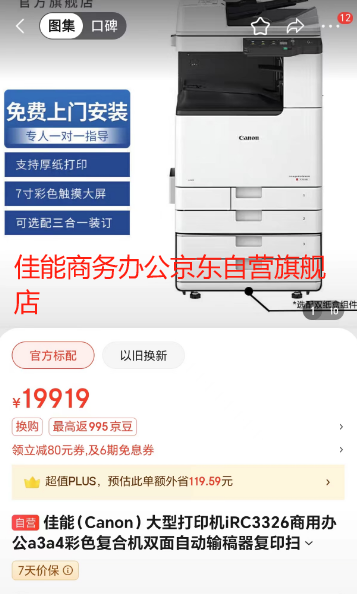 官方旗舰店
图集
口碑
12
免费上门安装
专人一对一指导
支持厚纸打印
7寸彩色触摸大屏
可选配三合一装订
Canon
佳能商务办公京东自营旗舰
店
*选配双纸盒组件
1
10
官方标配
以旧换新
¥19919
换购
最高返995京豆
领立减80元券,及6期免息券
超值PLUS，预估此单额外省119.59元
自营 佳能（Canon）大型打印机iRC3326商用办
公a3a4彩色复合机双面自动输稿器复印扫
7天价保